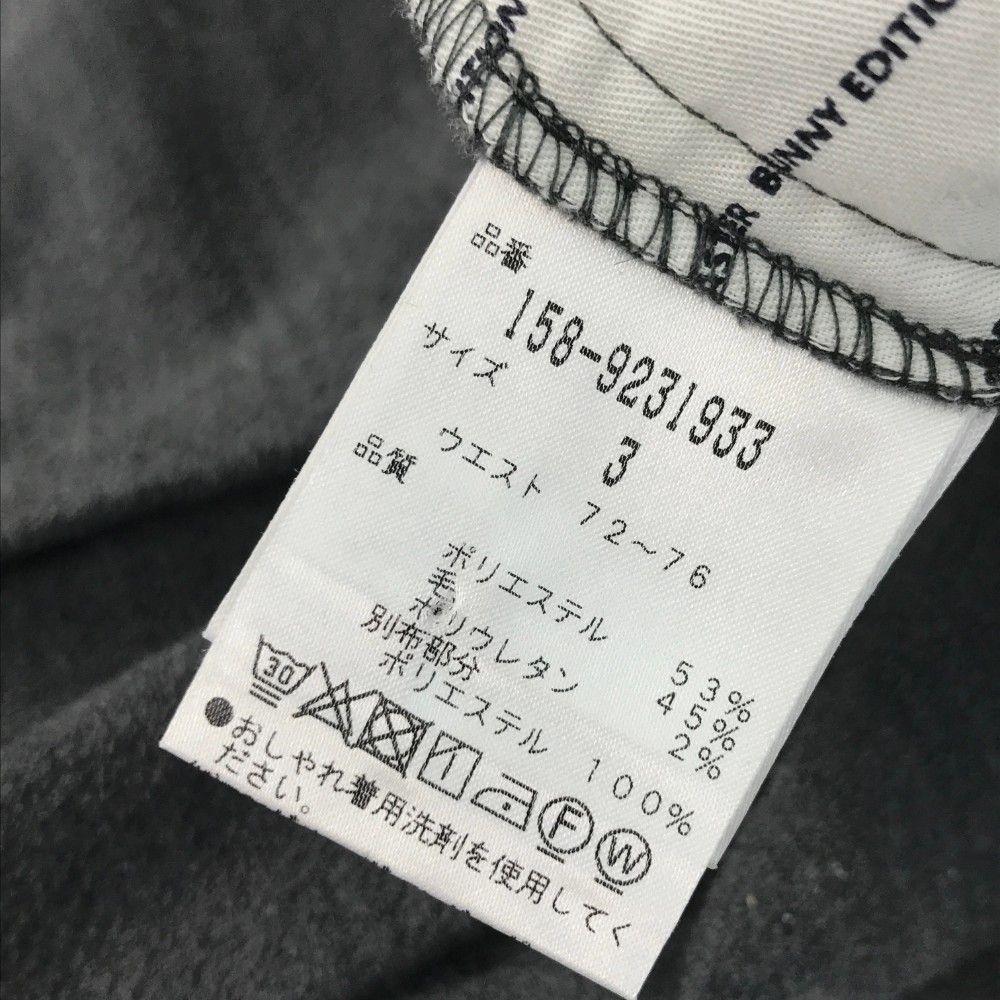 BUNNY EDITIO
ASTER
品番
158-9231933
サイズ
3
ウエスト 72～76
品質
ポリエステル 53%
毛 45%
ポリウレタン 2%
別布部分
ポリエステル 100%
30
F
W
●おしゃれ着用洗剤を使用してく
ださい。